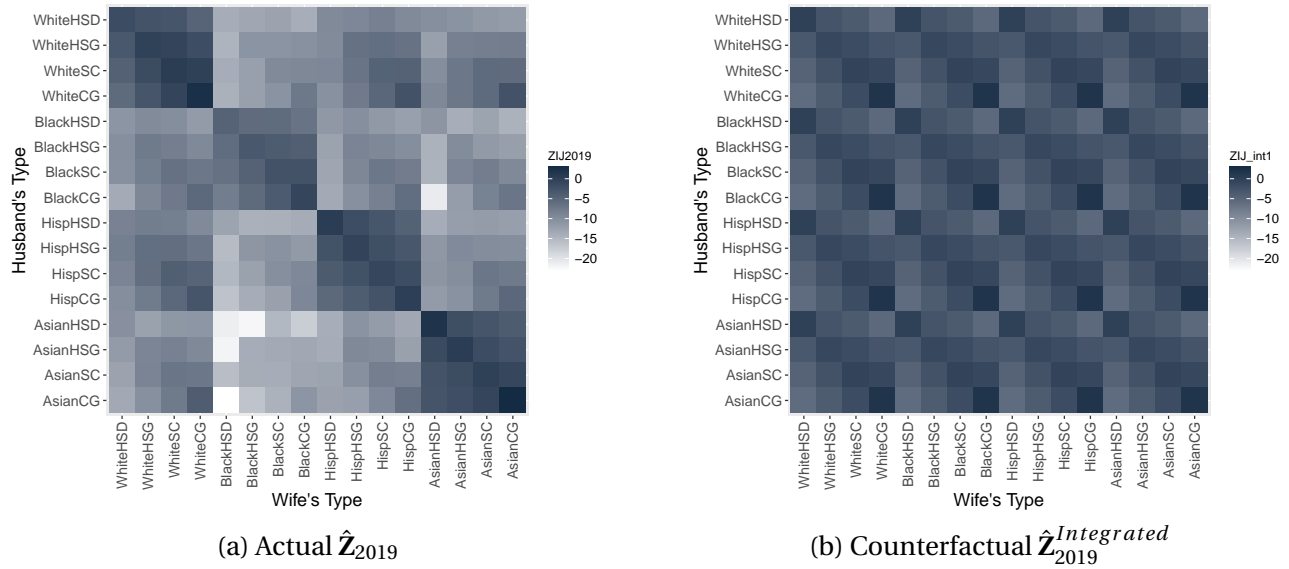 WhiteHSD
WhiteHSG
WhiteSC
WhiteCG
BlackHSD
BlackHSG
BlackSC
BlackCG
HispHSD
HispHSG
HispSC
HispCG
AsianHSD
AsianHSG
AsianSC
AsianCG
Husband's Type
WhiteHSD
WhiteHSG
WhiteSC
WhiteCG
BlackHSD
BlackHSG
BlackSC
BlackCG
HispHSD
HispHSG
HispSC
HispCG
AsianHSD
AsianHSG
AsianSC
AsianCG
Wife's Type
ZIJ2019
0
−5
−10
−15
−20
(a) Actual Ẑ₂₀₁₉
WhiteHSD
WhiteHSG
WhiteSC
WhiteCG
BlackHSD
BlackHSG
BlackSC
BlackCG
HispHSD
HispHSG
HispSC
HispCG
AsianHSD
AsianHSG
AsianSC
AsianCG
Husband's Type
WhiteHSD
WhiteHSG
WhiteSC
WhiteCG
BlackHSD
BlackHSG
BlackSC
BlackCG
HispHSD
HispHSG
HispSC
HispCG
AsianHSD
AsianHSG
AsianSC
AsianCG
Wife's Type
ZIJ_int1
0
−5
−10
−15
−20
(b) Counterfactual Ẑ₂₀₁₉^Integrated